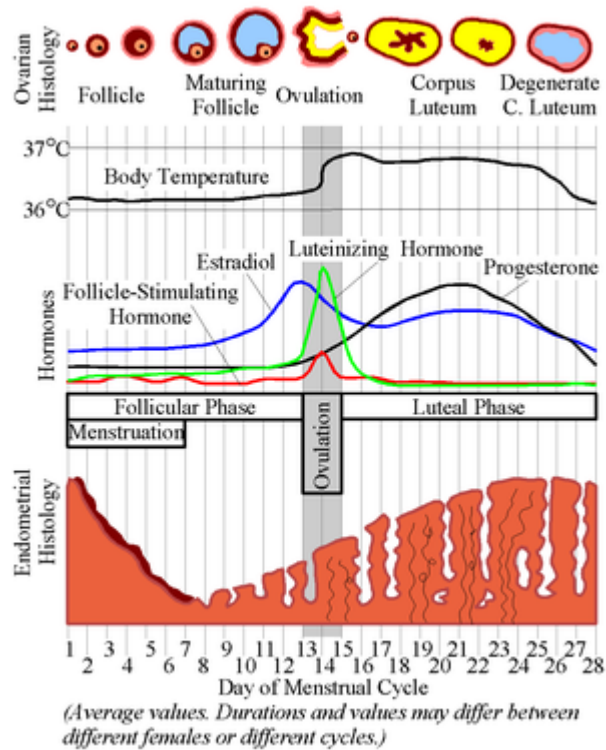 Ovarian
Histology
Follicle
Maturing
Follicle
Ovulation
Corpus
Luteum
Degenerate
C. Luteum
37°C
Body Temperature
36°C
Hormones
Estradiol
Luteinizing
Hormone
Progesterone
Follicle-Stimulating
Hormone
Follicular Phase
Ovulation
Luteal Phase
Menstruation
Endometrial
Histology
1 3 5 7 9 11 13 15 17 19 21 23 25 27
2 4 6 8 10 12 14 16 18 20 22 24 26 28
Day of Menstrual Cycle
(Average values. Durations and values may differ between
different females or different cycles.)